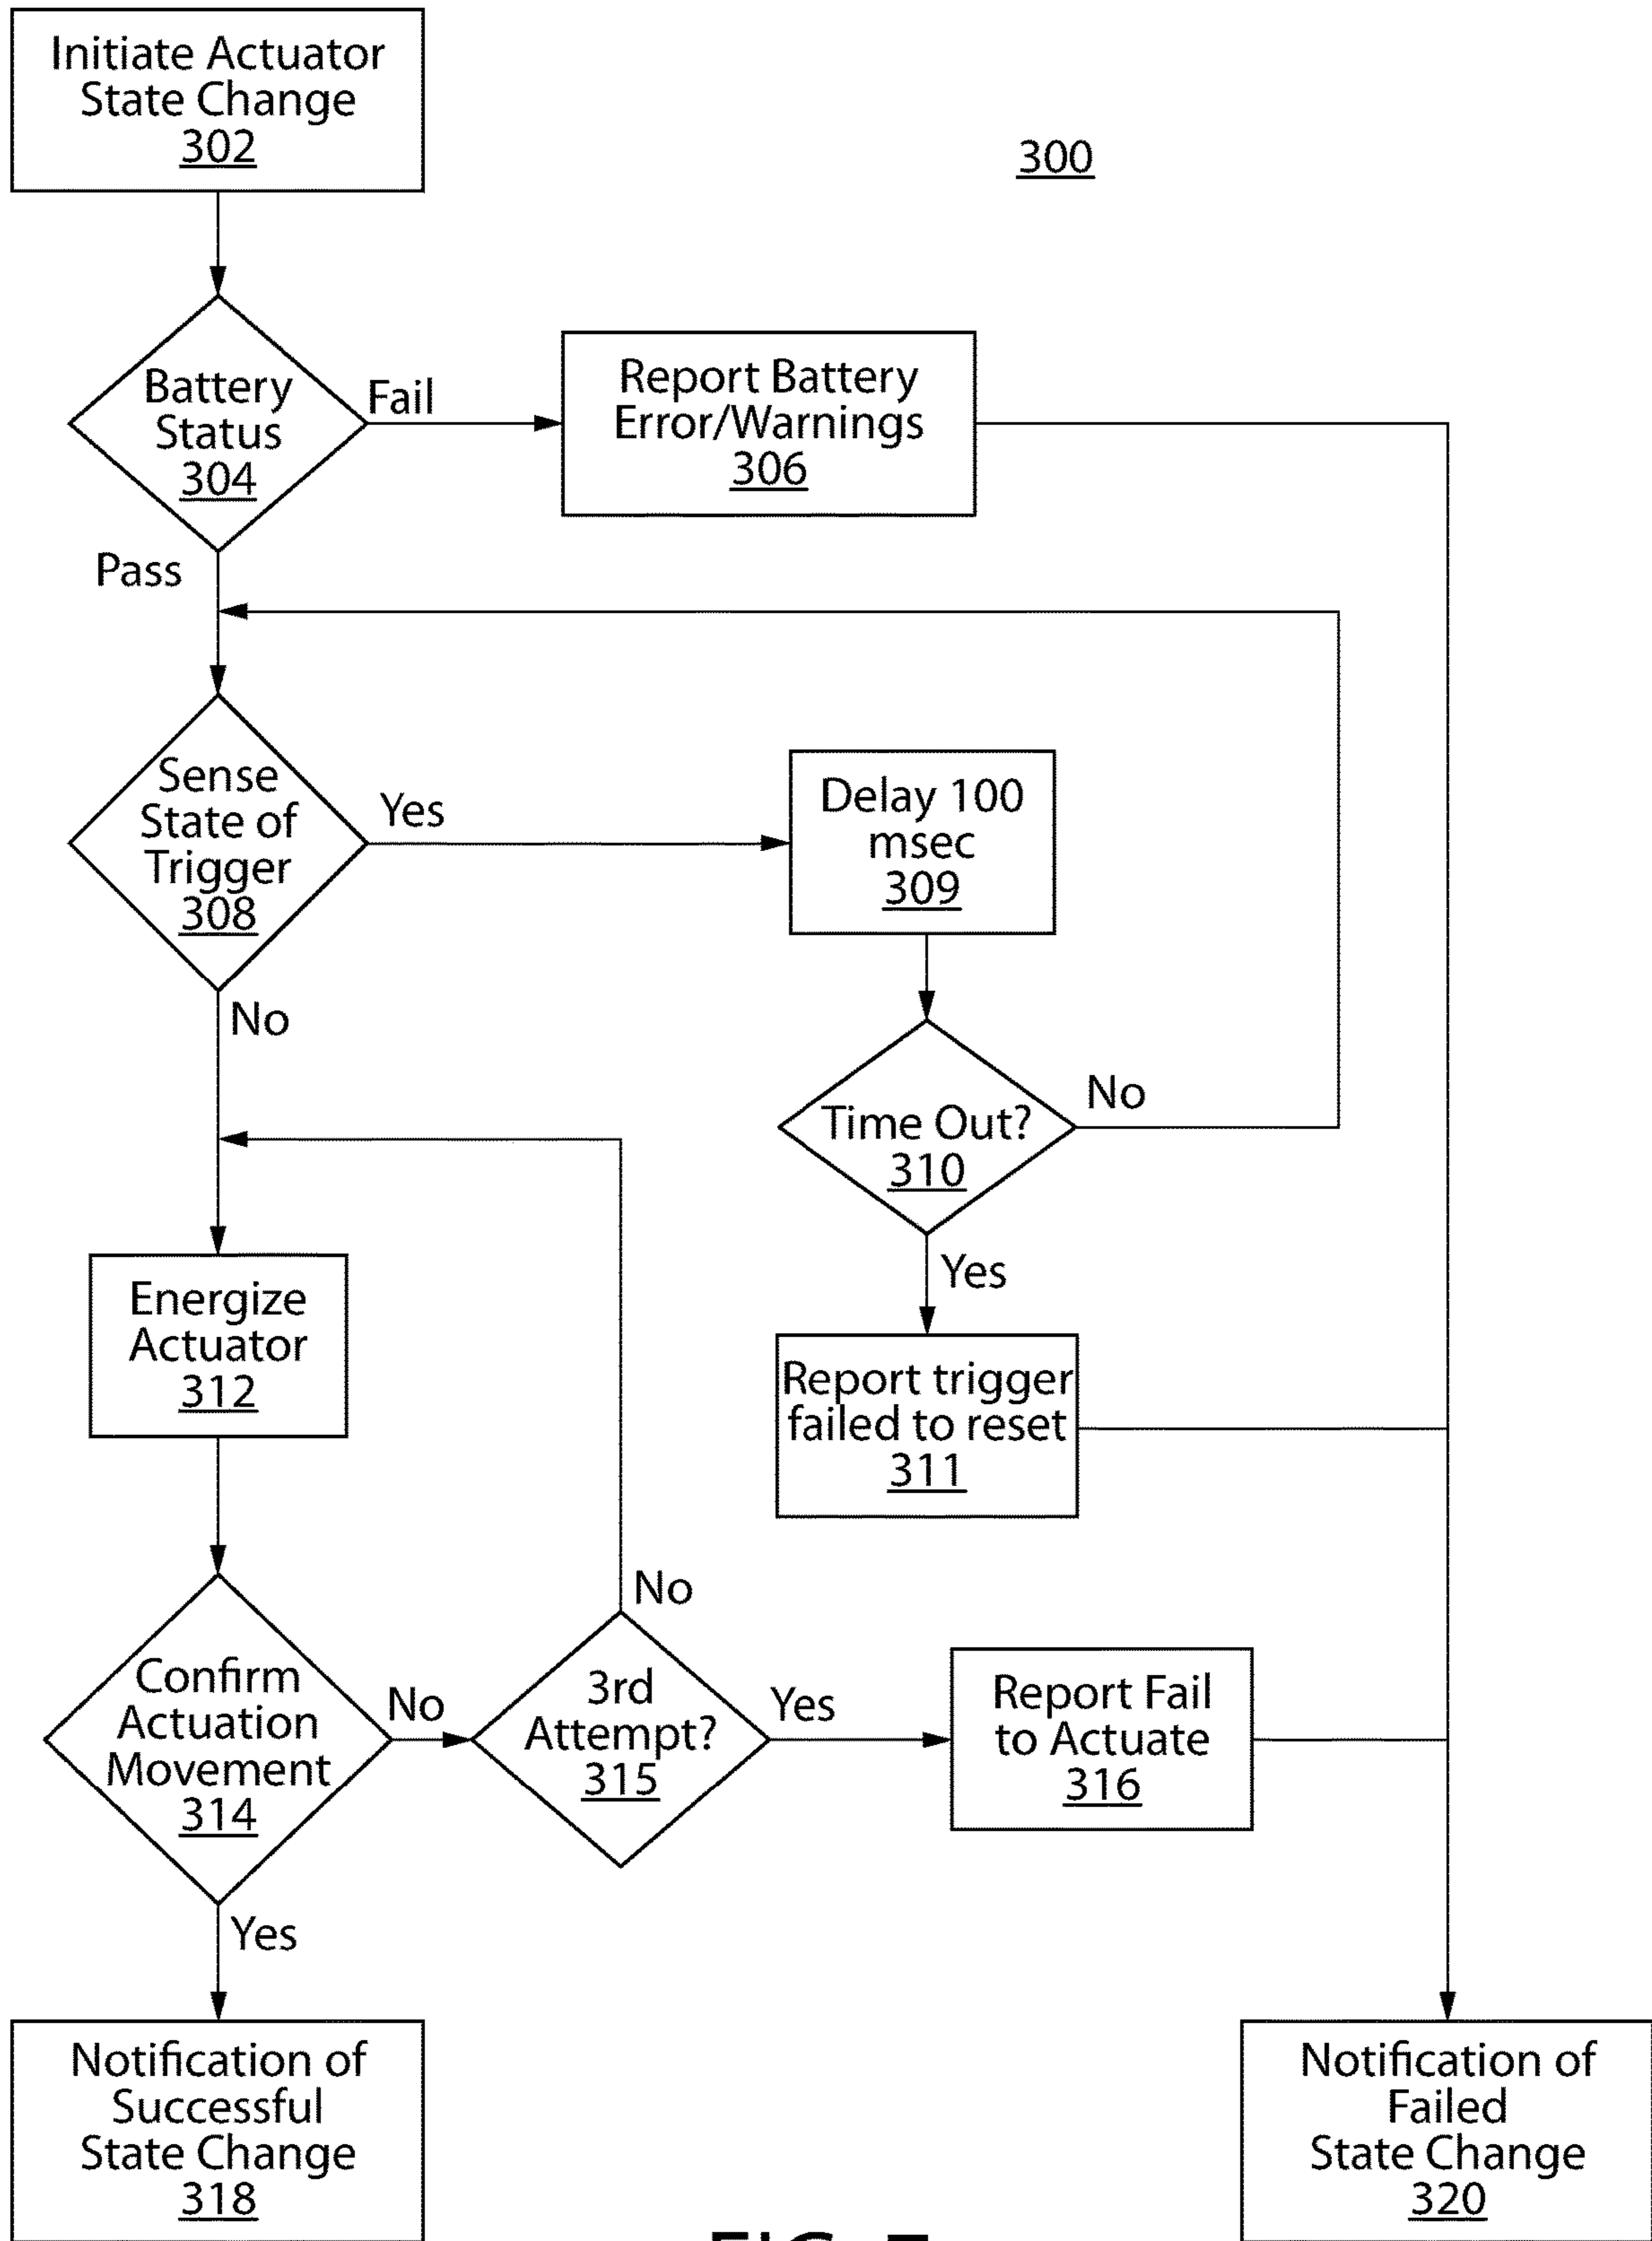 Initiate Actuator
State Change
302
300
Battery
Status
304
Fail
Report Battery
Error/Warnings
306
Pass
Sense
State of
Trigger
308
Yes
Delay 100
msec
309
No
Time Out?
310
No
Yes
Energize
Actuator
312
Report trigger
failed to reset
311
Confirm
Actuation
Movement
314
No
No
3rd
Attempt?
315
Yes
Report Fail
to Actuate
316
Yes
Notification of
Successful
State Change
318
Notification of
Failed
State Change
320